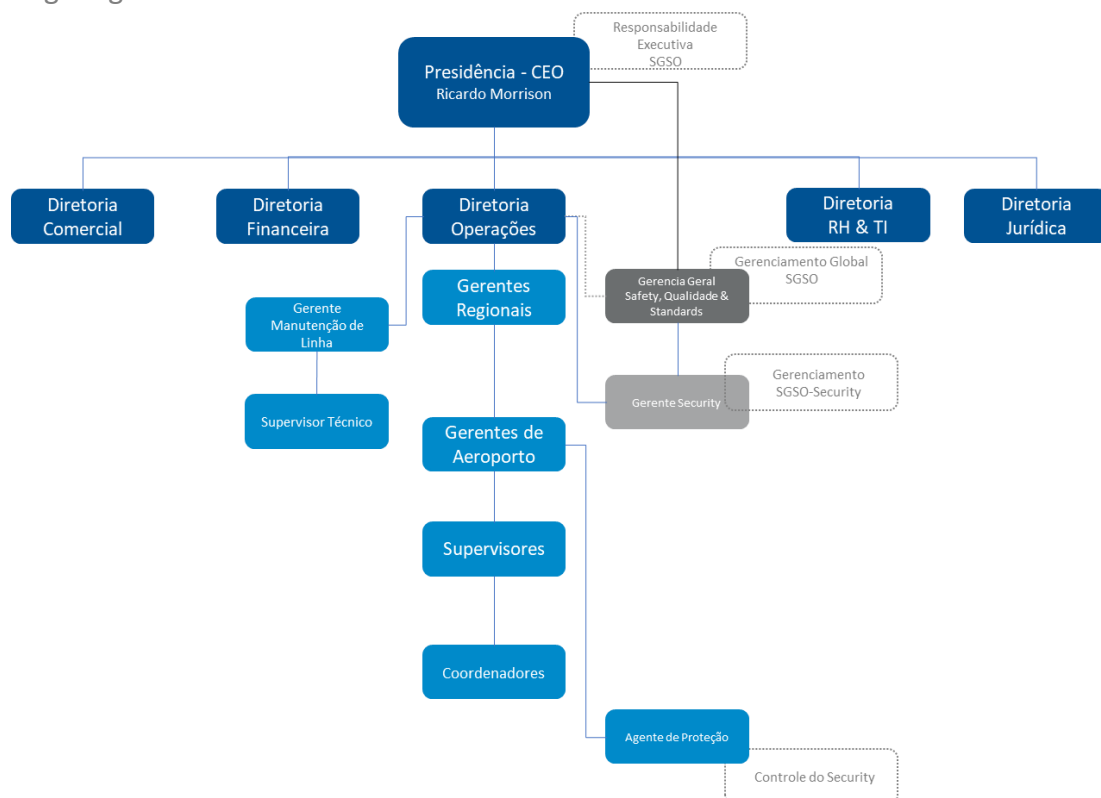 Responsabilidade
Executiva
SGSO
Presidência - CEO
Ricardo Morrison
Diretoria
Comercial
Diretoria
Financeira
Diretoria
Operações
Diretoria
RH & TI
Diretoria
Jurídica
Gerenciamento Global
SGSO
Gerencia Geral
Safety, Qualidade &
Standards
Gerentes
Regionais
Gerente
Manutenção de
Linha
Gerenciamento
SGSO-Security
Gerente Security
Supervisor Técnico
Gerentes de
Aeroporto
Supervisores
Coordenadores
Agente de Proteção
Controle do Security